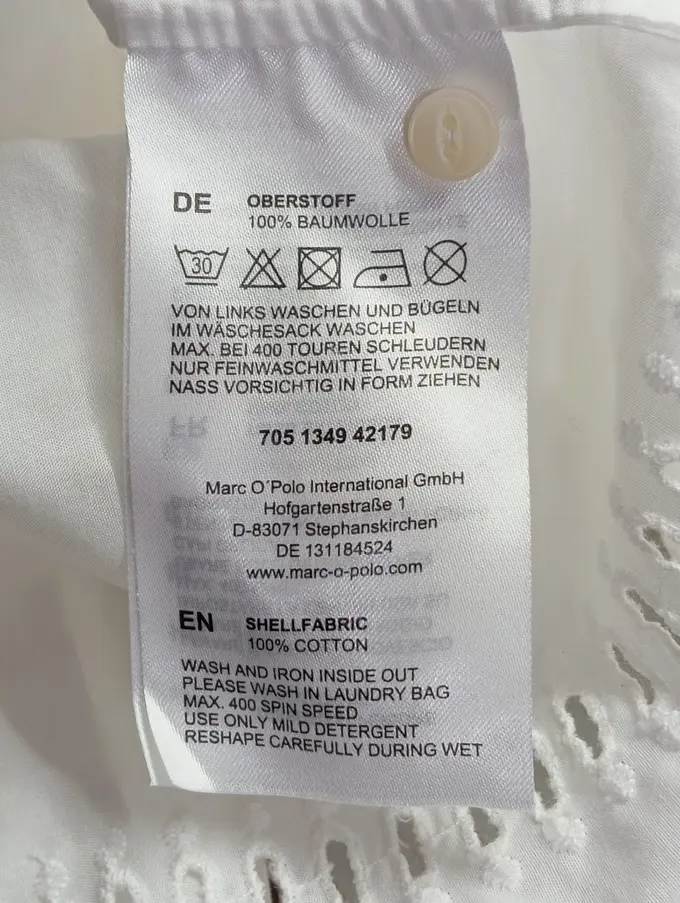 DE OBERSTOFF
100% BAUMWOLLE
30
VON LINKS WASCHEN UND BÜGELN
IM WÄSCHESACK WASCHEN
MAX. BEI 400 TOUREN SCHLEUDERN
NUR FEINWASCHMITTEL VERWENDEN
NASS VORSICHTIG IN FORM ZIEHEN
705 1349 42179
Marc O´Polo International GmbH
Hofgartenstraße 1
D-83071 Stephanskirchen
DE 131184524
www.marc-o-polo.com
EN SHELLFABRIC
100% COTTON
WASH AND IRON INSIDE OUT
PLEASE WASH IN LAUNDRY BAG
MAX. 400 SPIN SPEED
USE ONLY MILD DETERGENT
RESHAPE CAREFULLY DURING WET